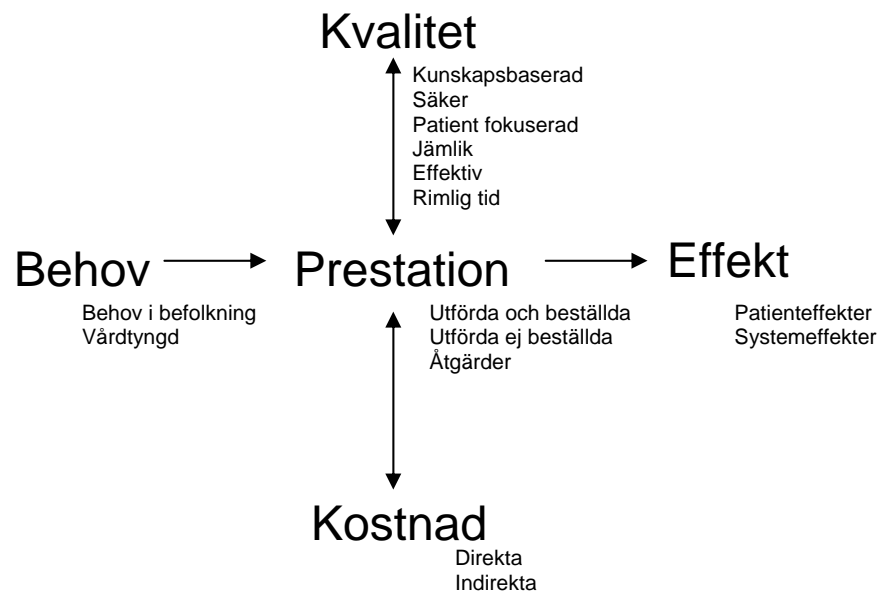 Kvalitet
Kunskapsbaserad
Säker
Patient fokuserad
Jämlik
Effektiv
Rimlig tid
Behov
Behov i befolkning
Vårdtyngd
Prestation
Utförda och beställda
Utförda ej beställda
Åtgärder
Effekt
Patienteffekter
Systemeffekter
Kostnad
Direkta
Indirekta